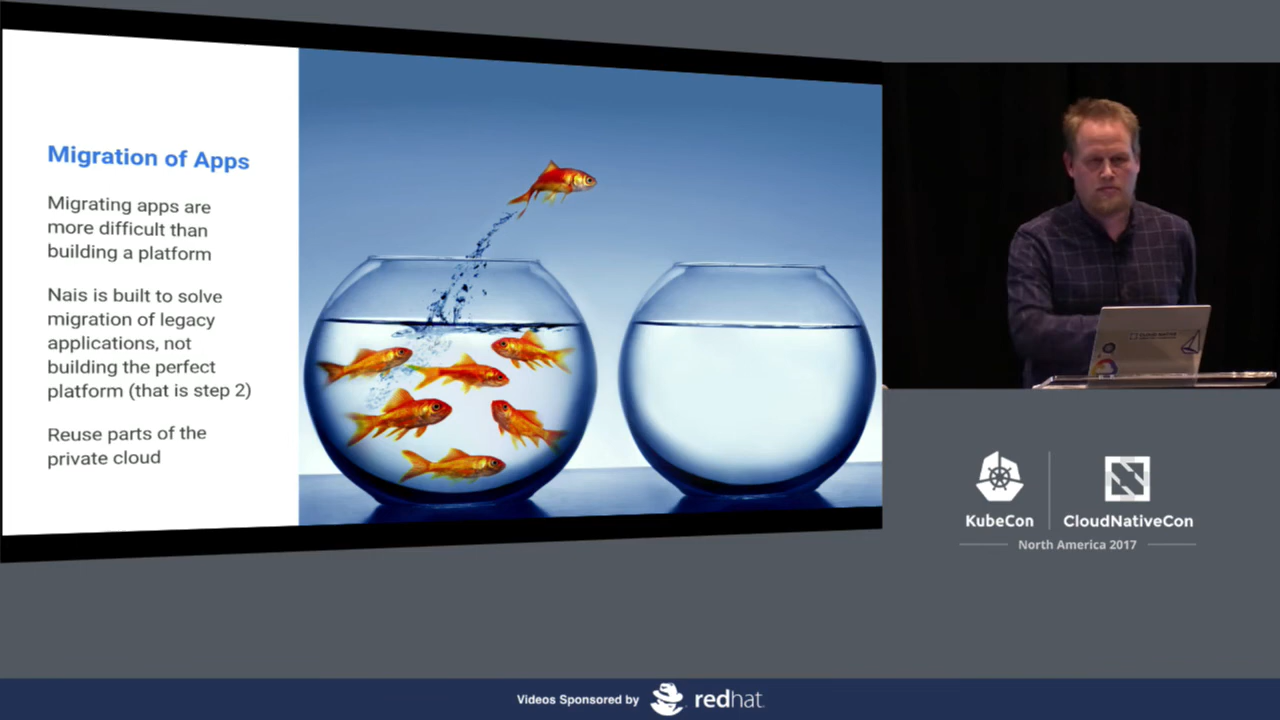 Migration of Apps
Migrating apps are
more difficult than
building a platform
Nais is built to solve
migration of legacy
applications, not
building the perfect
platform (that is step 2)
Reuse parts of the
private cloud
KubeCon
CloudNativeCon
North America 2017
Videos Sponsored by
redhat